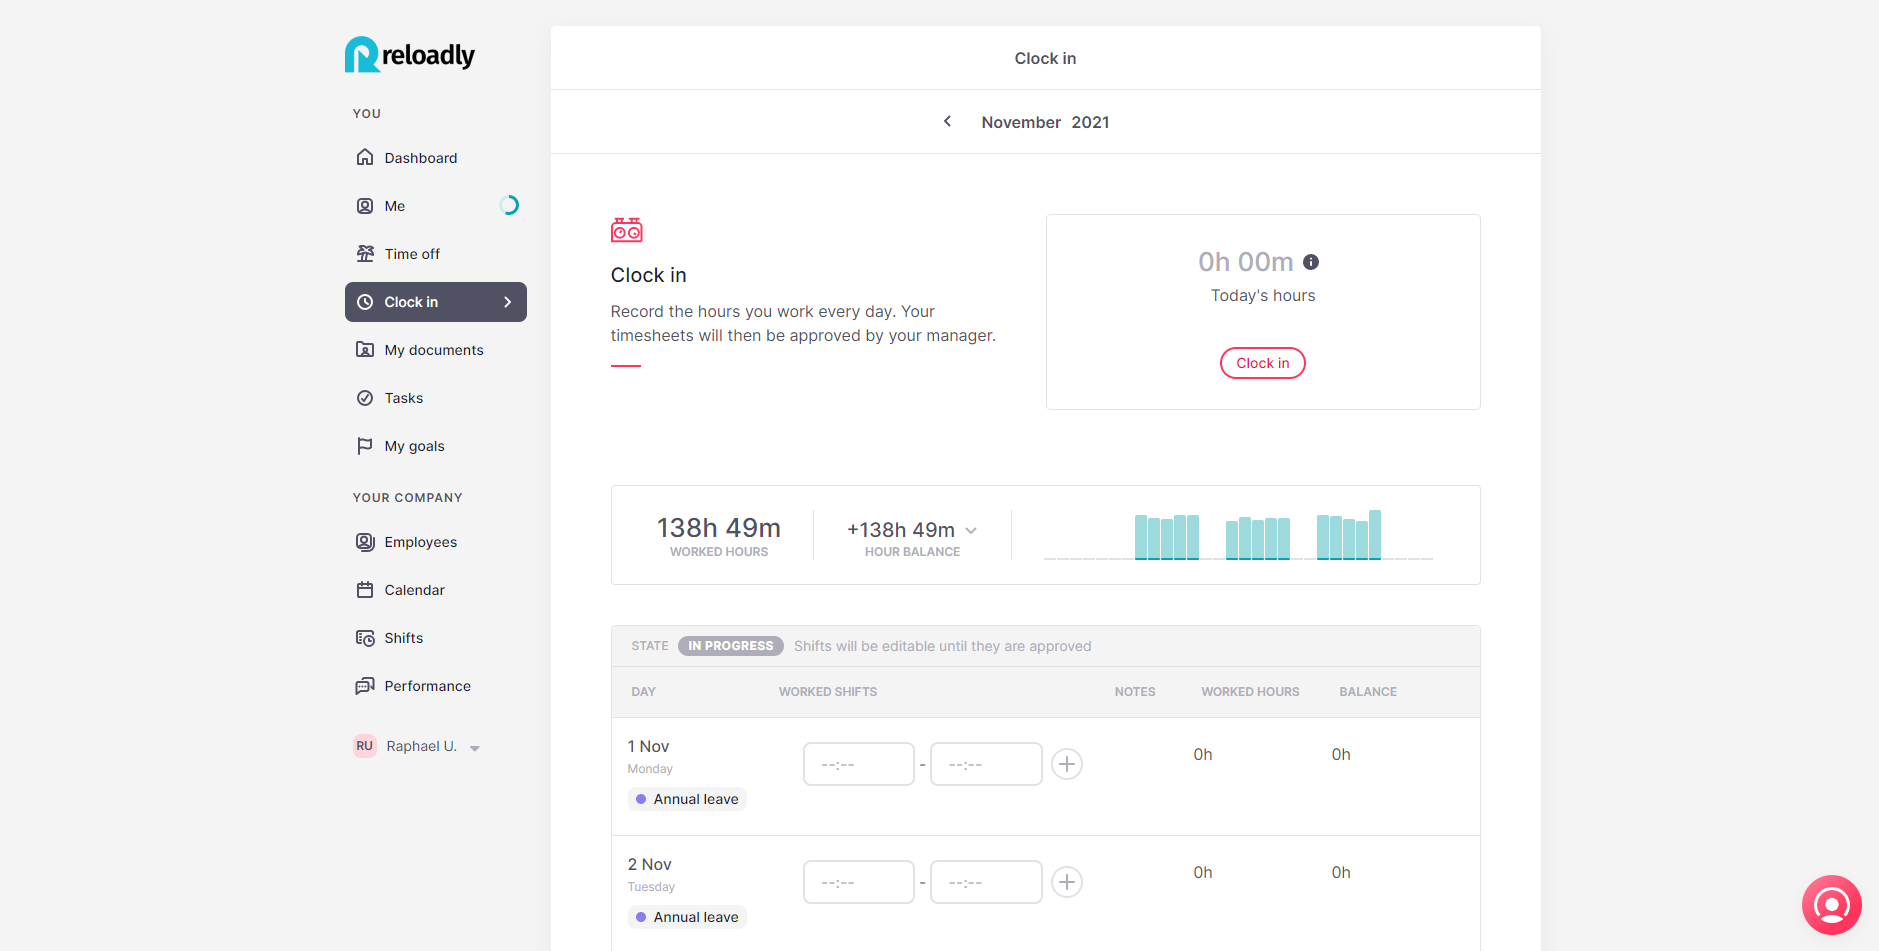 reloadly
YOU
Dashboard
Me
Time off
Clock in
My documents
Tasks
My goals
YOUR COMPANY
Employees
Calendar
Shifts
Performance
RU Raphael U.
Clock in
November 2021
Clock in
Record the hours you work every day. Your
timesheets will then be approved by your manager.
0h 00m
Today's hours
Clock in
138h 49m
WORKED HOURS
+138h 49m
HOUR BALANCE
STATE IN PROGRESS Shifts will be editable until they are approved
DAY WORKED SHIFTS NOTES WORKED HOURS BALANCE
1 Nov
Monday
Annual leave
--:-- - --:-- 0h 0h
2 Nov
Tuesday
Annual leave
--:-- - --:-- 0h 0h